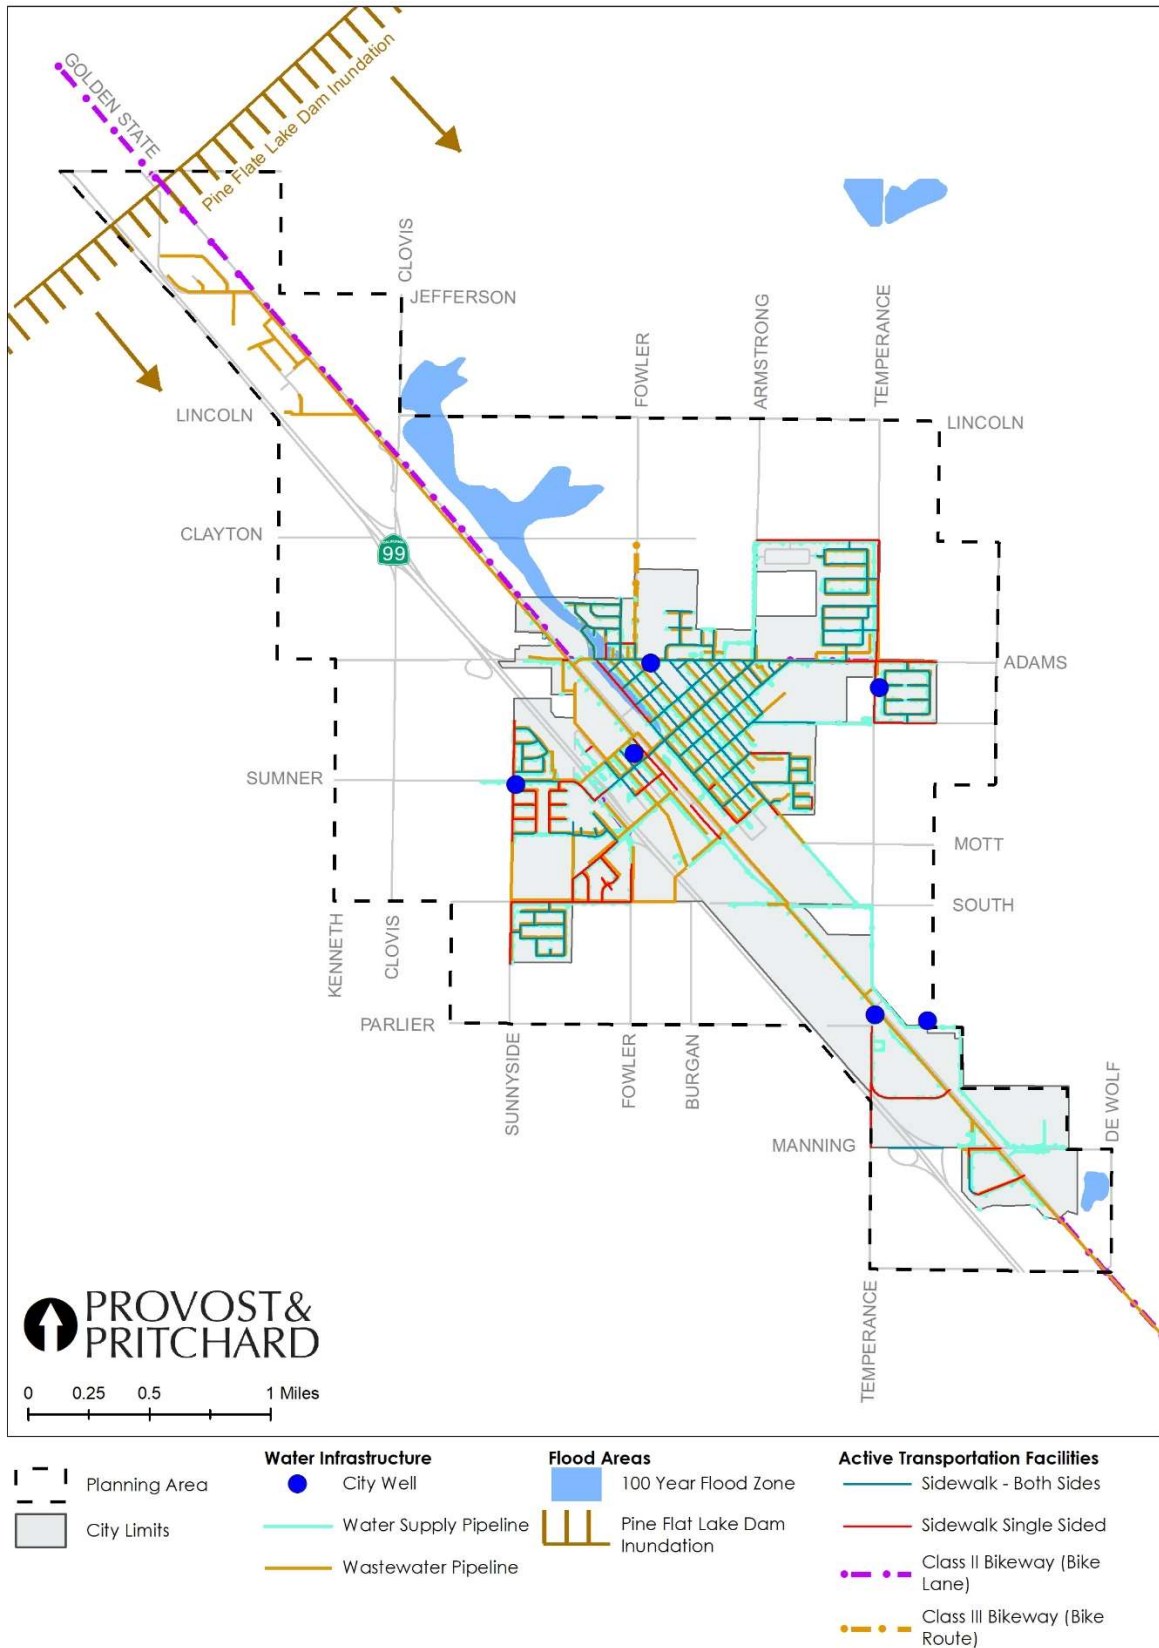 GOLDEN STATE
Pine Flate Lake Dam Inundation
CLOVIS
JEFFERSON
FOWLER
ARMSTRONG
TEMPERANCE
LINCOLN
LINCOLN
CLAYTON
CALIFORNIA
99
ADAMS
SUMNER
MOTT
SOUTH
KENNETH
CLOVIS
PARLIER
SUNNYSIDE
FOWLER
BURGAN
MANNING
DE WOLF
TEMPERANCE
PROVOST&
PRITCHARD
0 0.25 0.5 1 Miles
Planning Area
City Limits
Water Infrastructure
City Well
Water Supply Pipeline
Wastewater Pipeline
Flood Areas
100 Year Flood Zone
Pine Flat Lake Dam
Inundation
Active Transportation Facilities
Sidewalk - Both Sides
Sidewalk Single Sided
Class II Bikeway (Bike
Lane)
Class III Bikeway (Bike
Route)